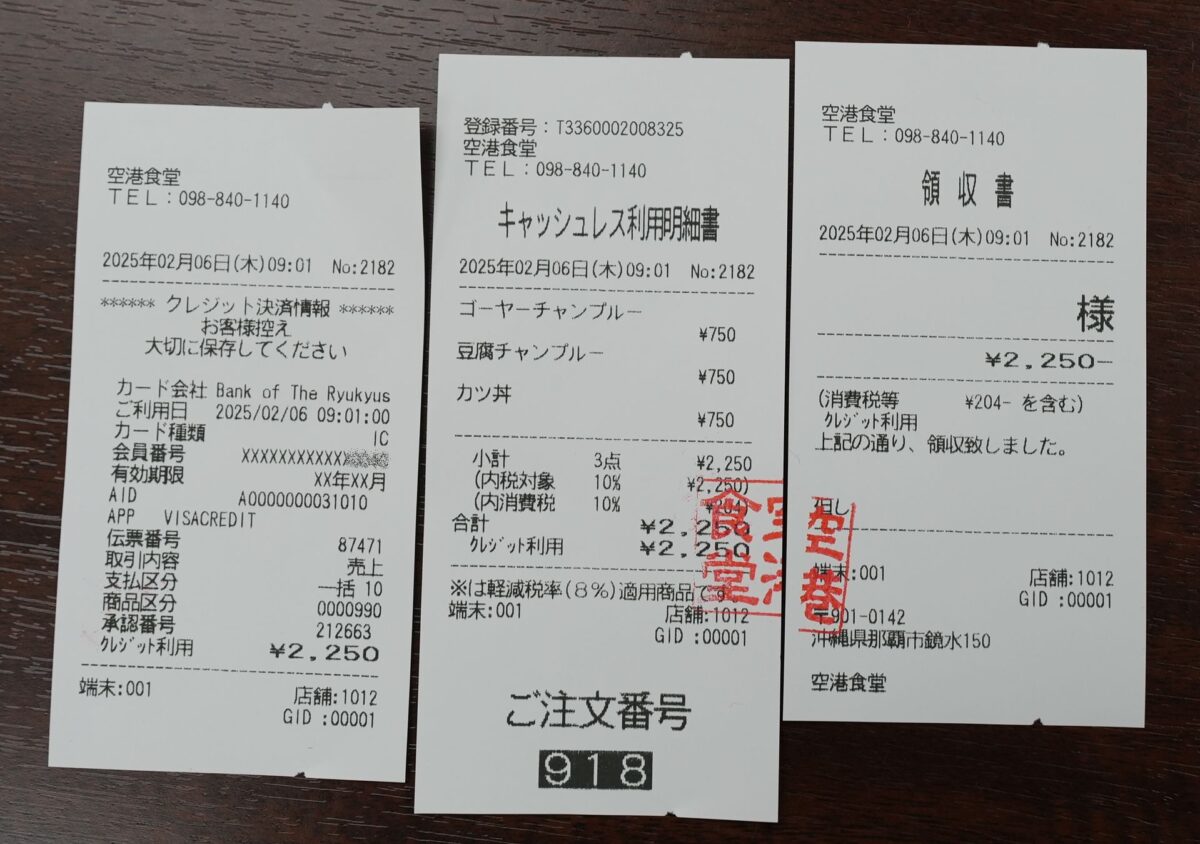 空港食堂
TEL:098-840-1140
2025年02月06日(木)09:01 No:2182
****** クレジット決済情報 ******
お客様控え
大切に保存してください
カード会社 Bank of The Ryukyus
ご利用日 2025/02/06 09:01:00
カード種類 IC
会員番号 XXXXXXXXXXXX
有効期限 XX年XX月
AID A0000000031010
APP VISACREDIT
伝票番号 87471
取引内容 売上
支払区分 一括 10
商品区分 0000990
承認番号 212663
クレジット利用 ¥2,250
端末:001 店舗:1012
GID :00001
登録番号:T3360002008325
空港食堂
TEL:098-840-1140
キャッシュレス利用明細書
2025年02月06日(木)09:01 No:2182
ゴーヤーチャンプルー
¥750
豆腐チャンプルー
¥750
カツ丼
¥750
小計 3点 ¥2,250
(内税対象 10% ¥2,250)
(内消費税 10% ¥204)
合計 ¥2,250
クレジット利用 ¥2,250
※は軽減税率(8%)適用商品です。
端末:001 店舗:1012
GID :00001
ご注文番号
918
空港食堂
空港食堂
TEL:098-840-1140
領収書
2025年02月06日(木)09:01 No:2182
様
¥2,250-
(消費税等 ¥204- を含む)
クレジット利用
上記の通り、領収致しました。
但し
端末:001 店舗:1012
GID :00001
〒901-0142
沖縄県那覇市鏡水150
空港食堂